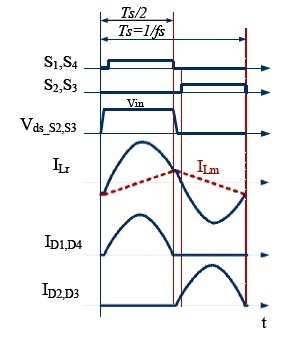 Ts/2
Ts=1/fs
S1,S4
S2,S3
Vin
Vds_S2,S3
ILr
ILm
ID1,D4
ID2,D3
t